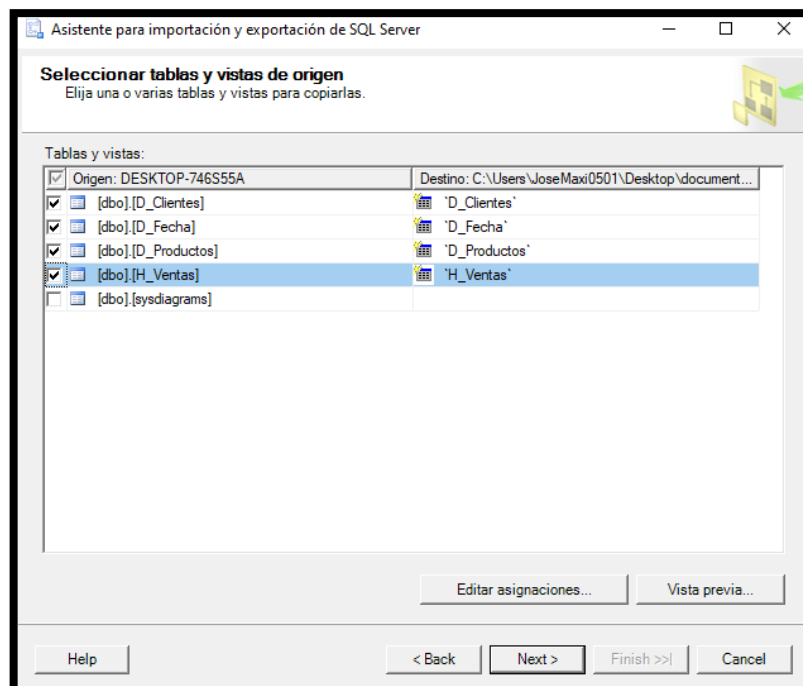 Asistente para importación y exportación de SQL Server
Seleccionar tablas y vistas de origen
Elija una o varias tablas y vistas para copiarlas.
Tablas y vistas:
Origen: DESKTOP-746S55A Destino: C:\Users\JoseMaxi0501\Desktop\document...
[dbo].[D_Clientes] `D_Clientes`
[dbo].[D_Fecha] `D_Fecha`
[dbo].[D_Productos] `D_Productos`
[dbo].[H_Ventas] `H_Ventas`
[dbo].[sysdiagrams]
Editar asignaciones... Vista previa...
Help < Back Next > Finish >>| Cancel